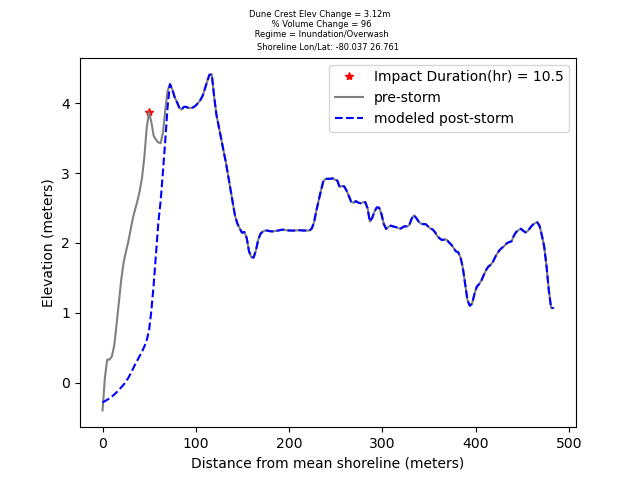 Dune Crest Elev Change = 3.12m
% Volume Change = 96
Regime = Inundation/Overwash
Shoreline Lon/Lat: -80.037 26.761
Impact Duration(hr) = 10.5
pre-storm
modeled post-storm
Elevation (meters)
4
3
2
1
0
0 100 200 300 400 500
Distance from mean shoreline (meters)